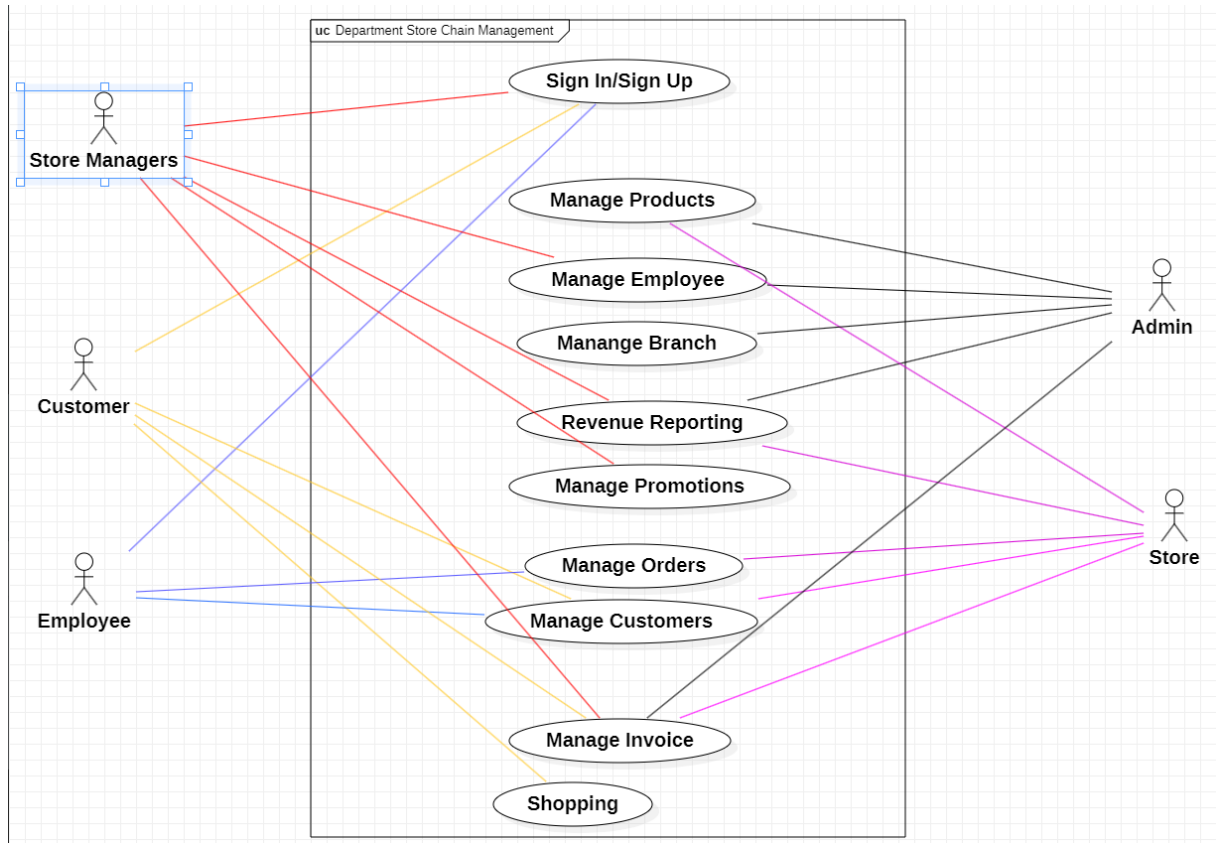 uc Department Store Chain Management
Sign In/Sign Up
Store Managers
Manage Products
Manage Employee
Admin
Manange Branch
Customer
Revenue Reporting
Manage Promotions
Store
Manage Orders
Employee
Manage Customers
Manage Invoice
Shopping